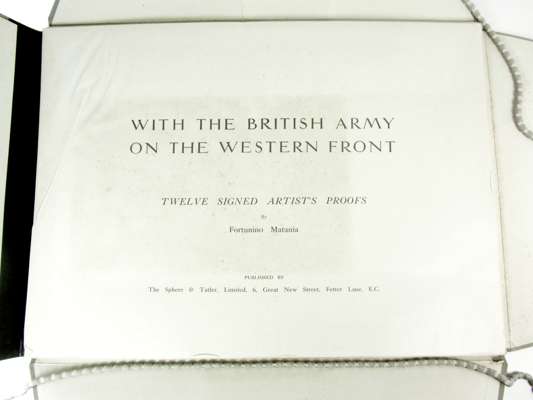 WITH THE BRITISH ARMY
ON THE WESTERN FRONT
TWELVE SIGNED ARTIST'S PROOFS
By
Fortunino Matania
PUBLISHED BY
The Sphere & Tatler, Limited, 6, Great New Street, Fetter Lane, E.C.